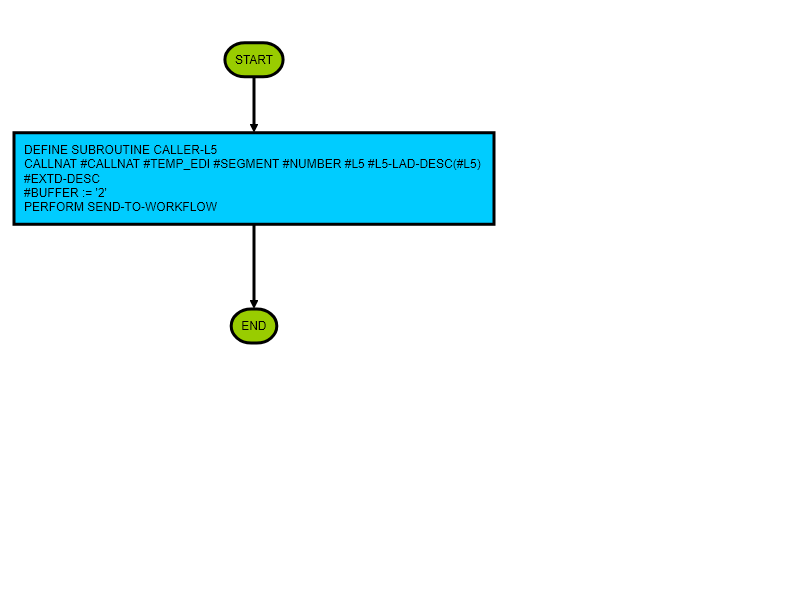 START
DEFINE SUBROUTINE CALLER-L5
CALLNAT #CALLNAT #TEMP_EDI #SEGMENT #NUMBER #L5 #L5-LAD-DESC(#L5)
#EXTD-DESC
#BUFFER := '2'
PERFORM SEND-TO-WORKFLOW
END